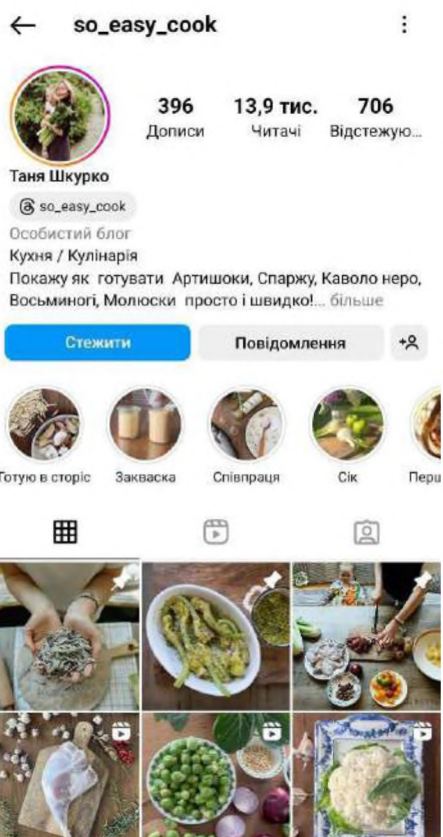 so_easy_cook
396
13,9 тис.
706
Дописи
Читачі
Відстежую...
Таня Шкурко
so_easy_cook
Особистий блог
Кухня / Кулінарія
Покажу як готувати Артишоки, Спаржу, Каволо неро,
Восьминогі, Молюски просто і швидко!... більше
Стежити
Повідомлення
Готую в сторіс
Закваска
Співпраця
Сік
Перш